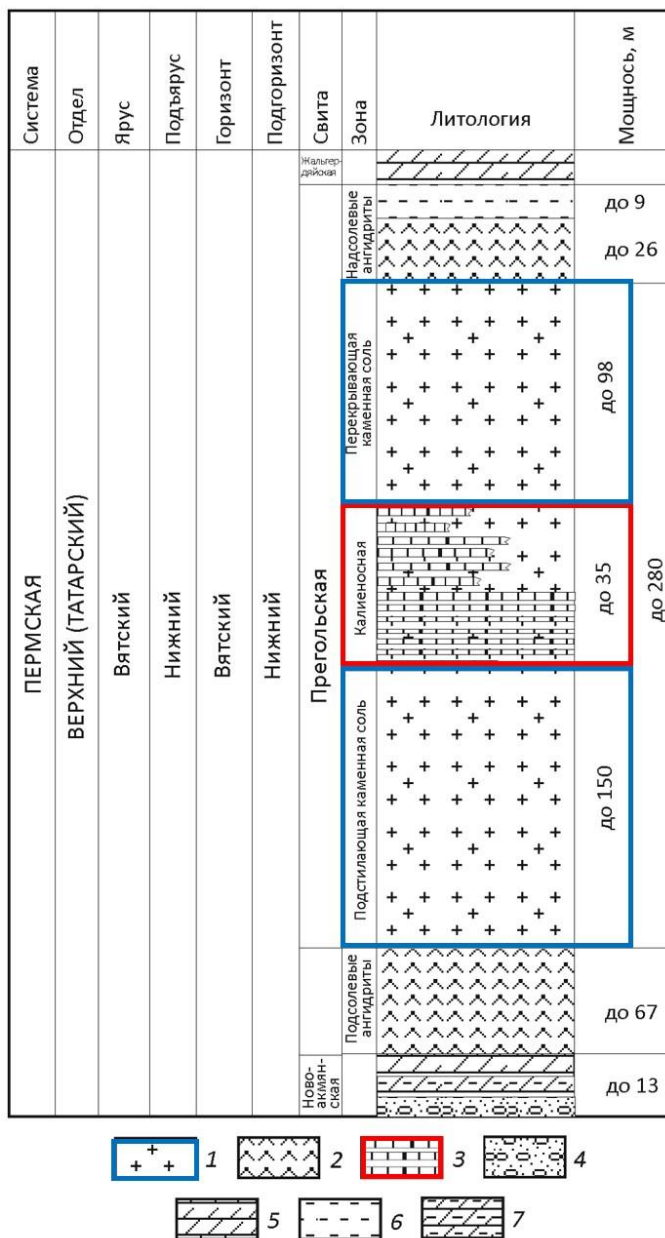 Система
Отдел
Ярус
Подъярус
Горизонт
Подгоризонт
Свита
Зона
Литология
Мощнось, м
ПЕРМСКАЯ
ВЕРХНИЙ (ТАТАРСКИЙ)
Вятский
Нижний
Вятский
Нижний
Жальгер-
дяйская
Прегольская
Ново-
акмян-
ская
Надсолевые
ангидриты
Перекрывающая
каменная соль
Калиеносная
Подстилающая каменная соль
Подсолевые
ангидриты
до 9
до 26
до 98
до 35
до 280
до 150
до 67
до 13
1
2
3
4
5
6
7